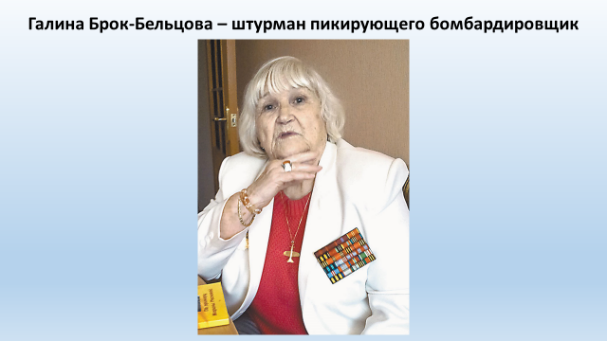 Галина Брок-Бельцова – штурман пикирующего бомбардировщик